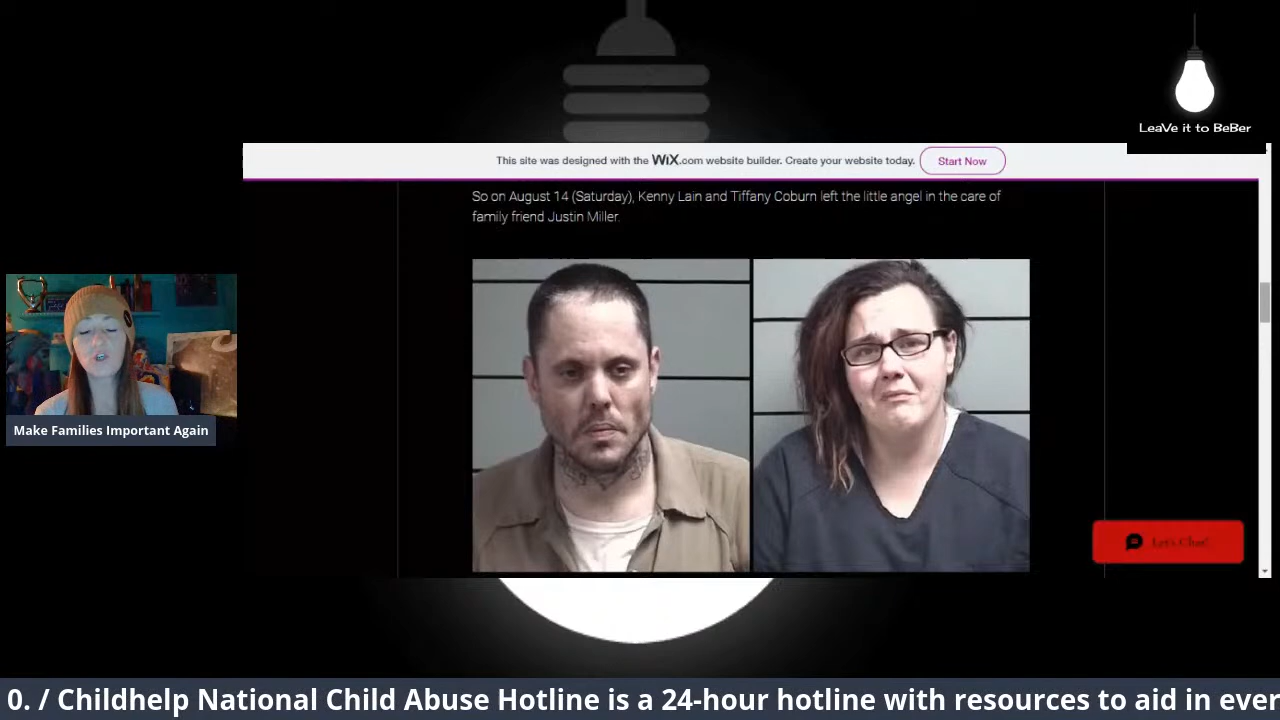 LeaVe it to BeBer
This site was designed with the WiX.com website builder. Create your website today.
Start Now
So on August 14 (Saturday), Kenny Lain and Tiffany Coburn left the little angel in the care of
family friend Justin Miller.
Make Families Important Again
Let's Chat!
0. / Childhelp National Child Abuse Hotline is a 24-hour hotline with resources to aid in ever